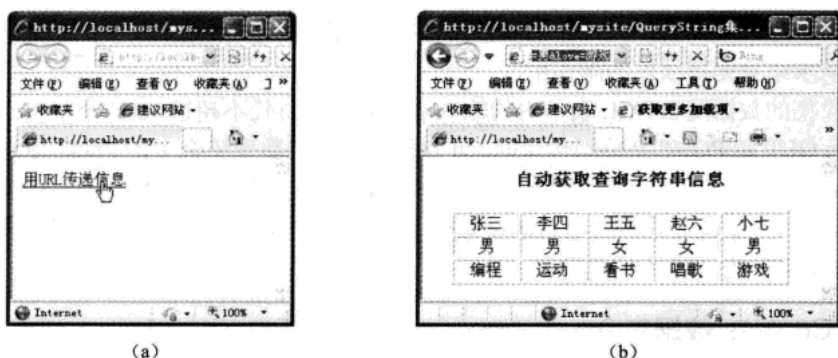 http://localhost/mys...
文件(F) 编辑(E) 查看(V) 收藏夹(A)
收藏夹 建议网站
http://localhost/my...
用URL传递信息
Internet 100%
(a)
http://localhost/mysite/QueryString集...
Bing
文件(F) 编辑(E) 查看(V) 收藏夹(A) 工具(T) 帮助(H)
收藏夹 建议网站 获取更多加载项
http://localhost/my...
自动获取查询字符串信息
张三 李四 王五 赵六 小七
男 男 女 女 男
编程 运动 看书 唱歌 游戏
Internet 100%
(b)